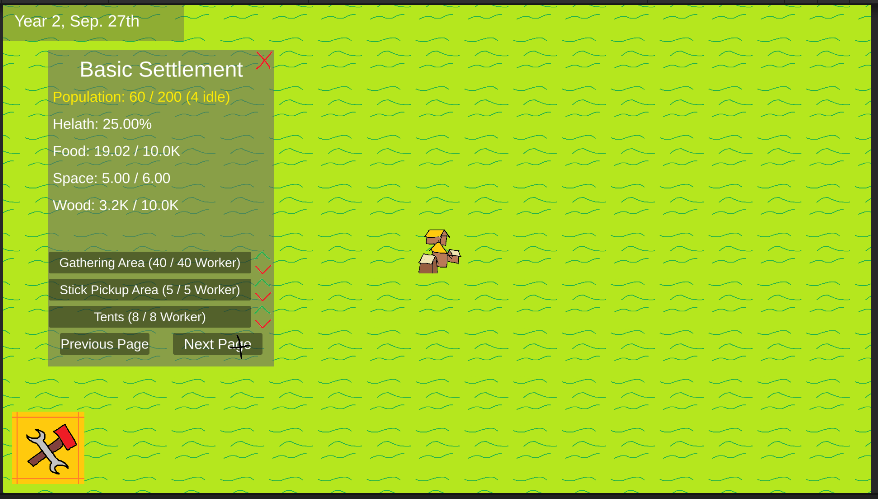 Year 2, Sep. 27th
Basic Settlement
Population: 60 / 200 (4 idle)
Helath: 25.00%
Food: 19.02 / 10.0K
Space: 5.00 / 6.00
Wood: 3.2K / 10.0K
Gathering Area (40 / 40 Worker)
Stick Pickup Area (5 / 5 Worker)
Tents (8 / 8 Worker)
Previous Page Next Page